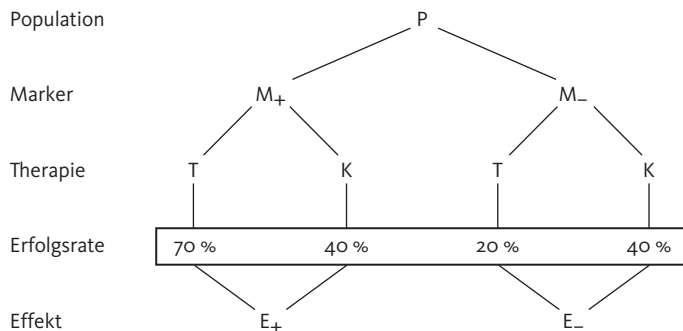 Population P
Marker M+ M–
Therapie T K T K
Erfolgsrate 70 % 40 % 20 % 40 %
Effekt E+ E–